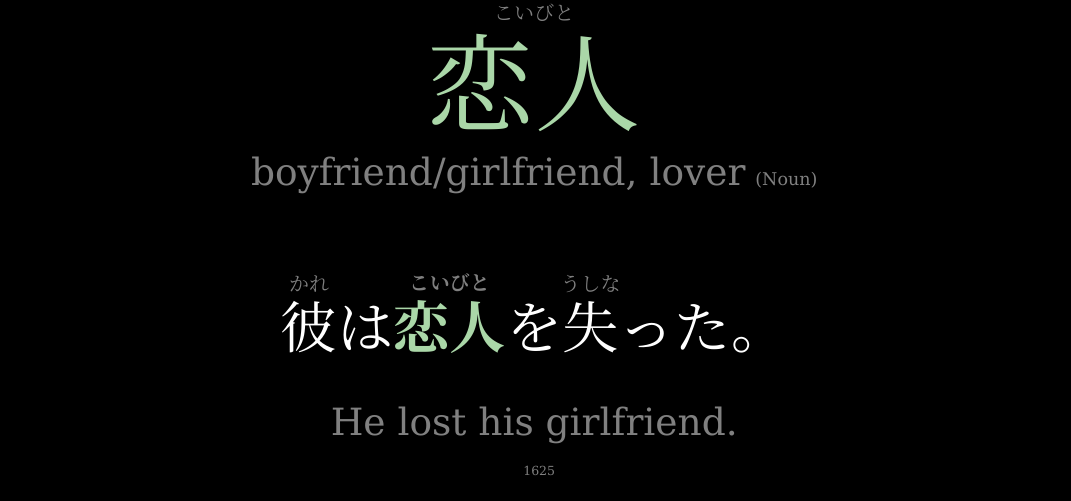 こいびと
恋人
boyfriend/girlfriend, lover (Noun)
かれ こいびと うしな
彼は恋人を失った。
He lost his girlfriend.
1625